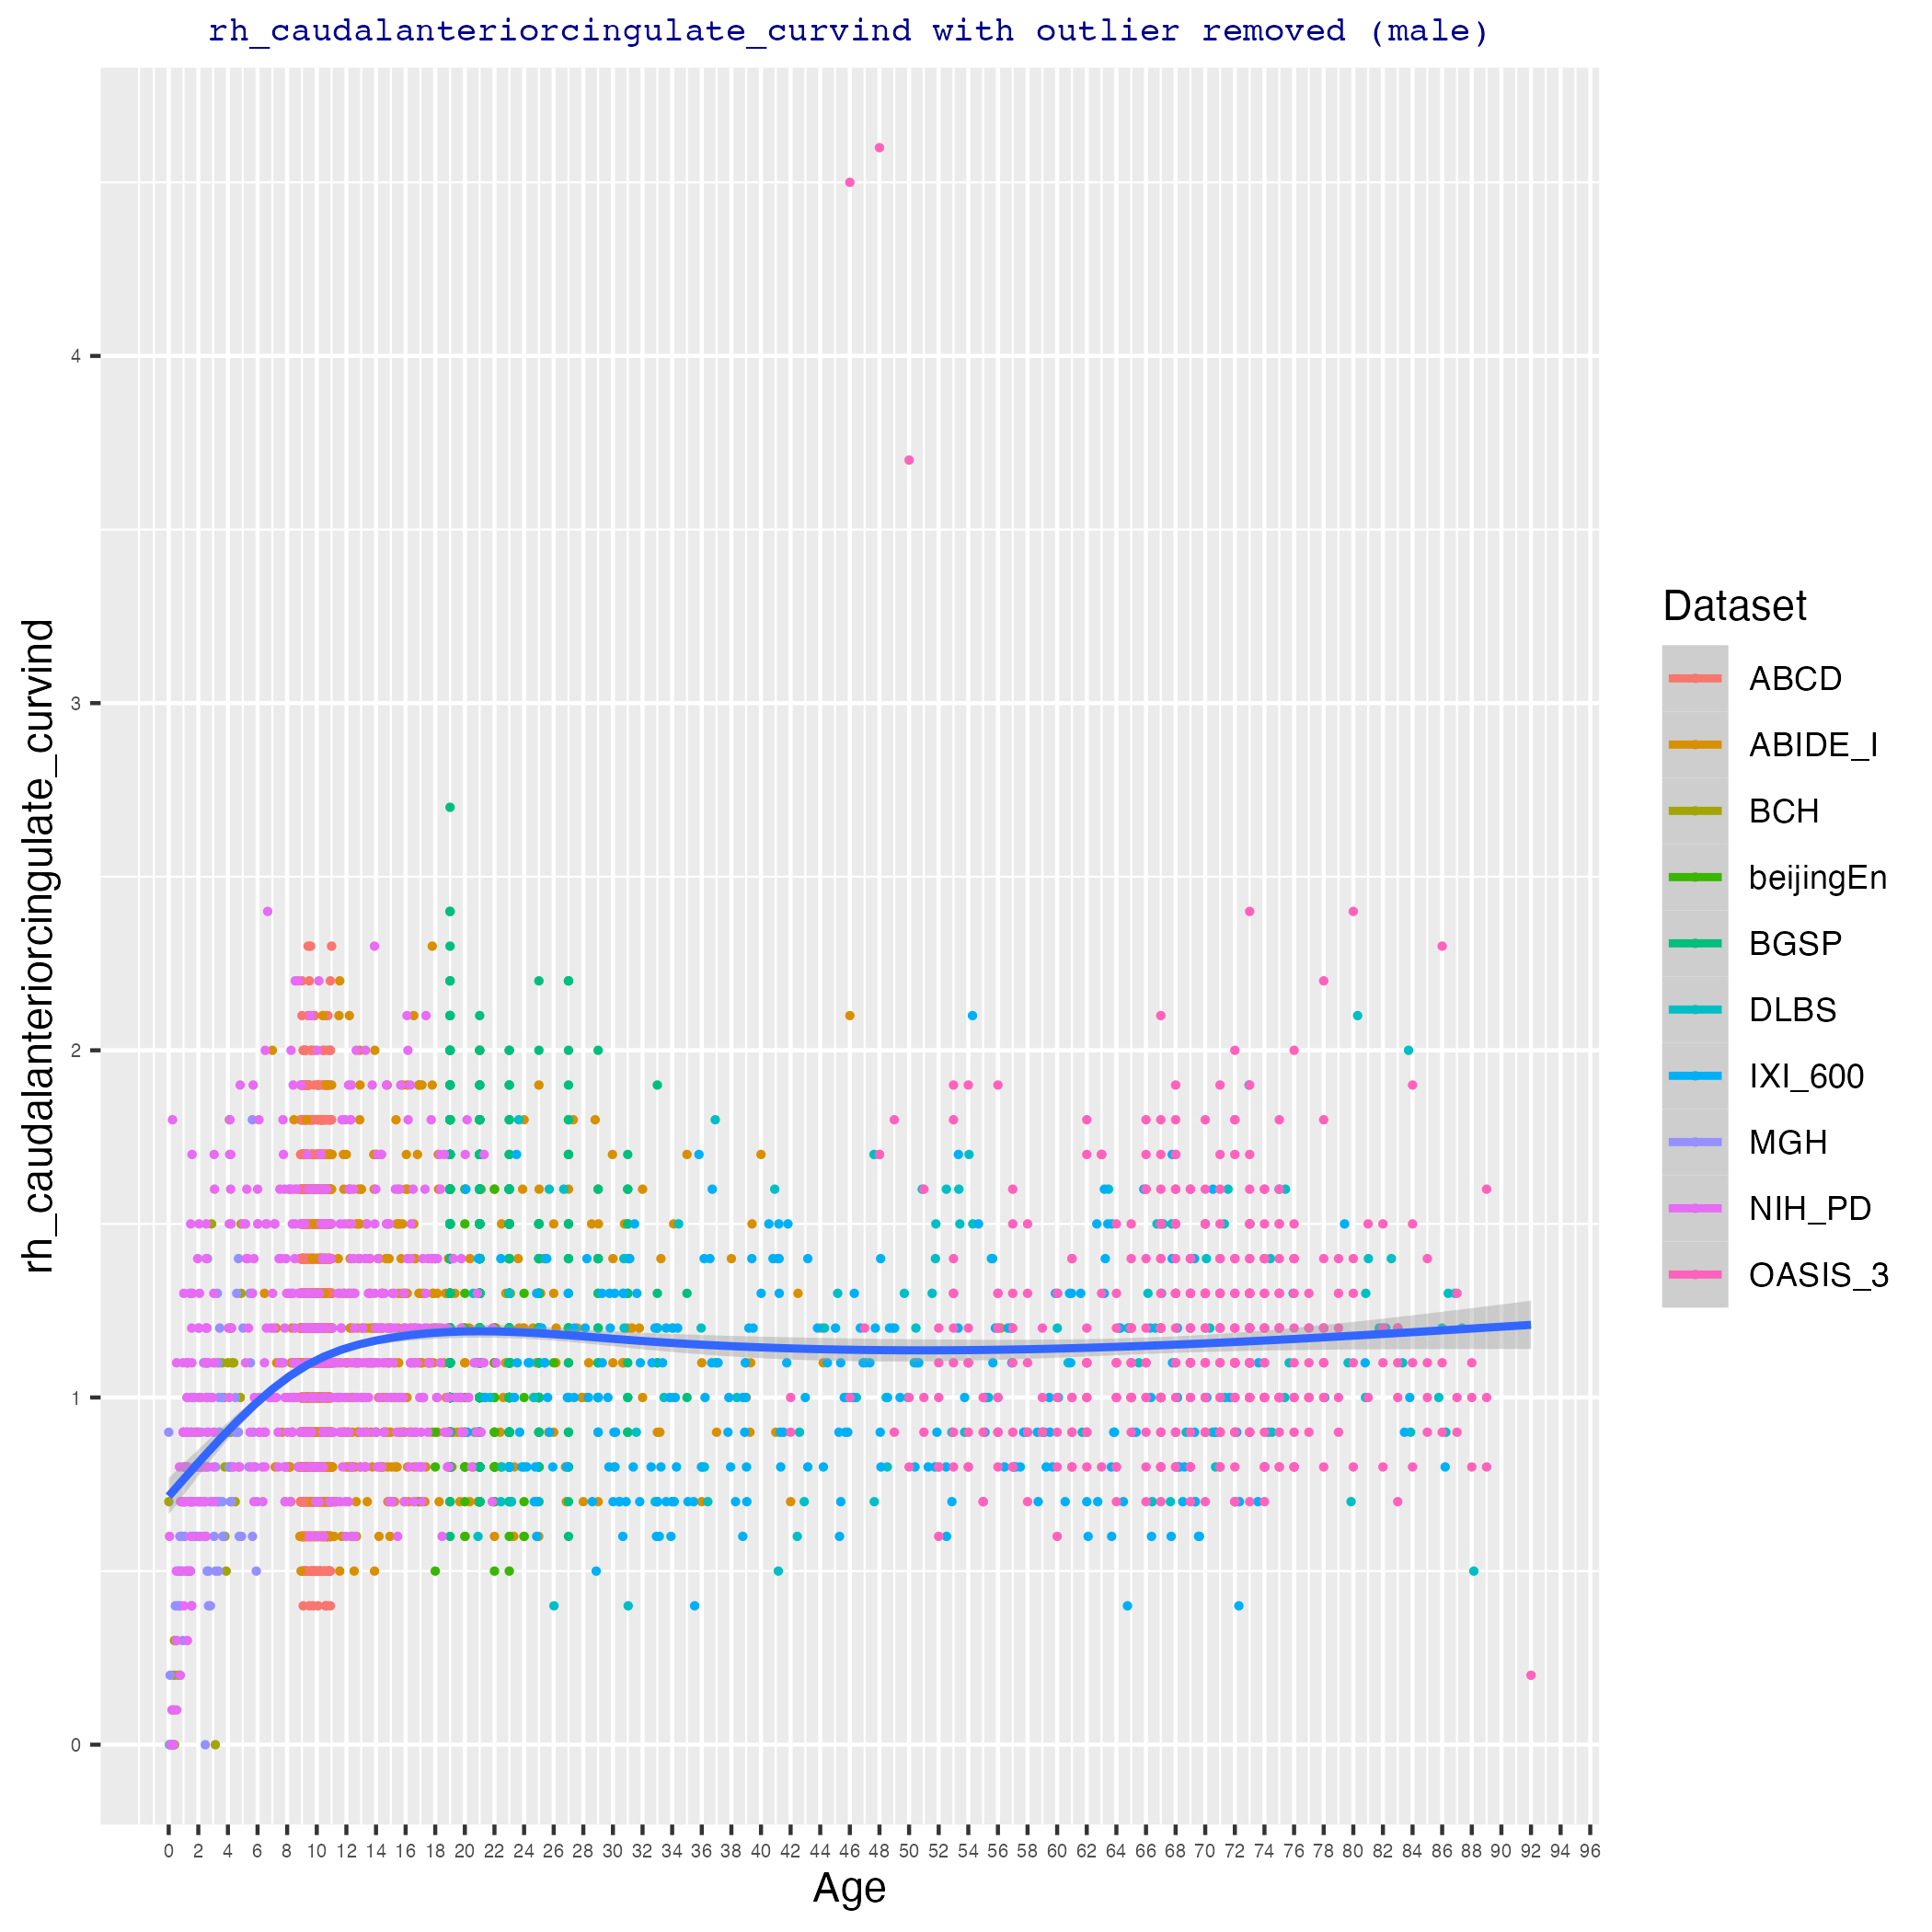 rh_caudalanteriorcingulate_curvind with outlier removed (male)
rh_caudalanteriorcingulate_curvind
4
3
2
1
0
0 2 4 6 8 10 12 14 16 18 20 22 24 26 28 30 32 34 36 38 40 42 44 46 48 50 52 54 56 58 60 62 64 66 68 70 72 74 76 78 80 82 84 86 88 90 92 94 96
Age
Dataset
ABCD
ABIDE_I
BCH
beijingEn
BGSP
DLBS
IXI_600
MGH
NIH_PD
OASIS_3